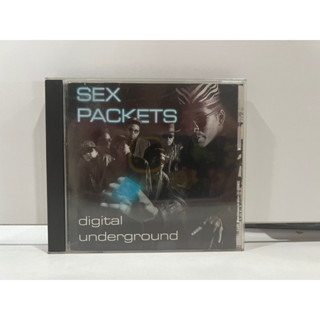 SEX
PACKETS
digital
underground